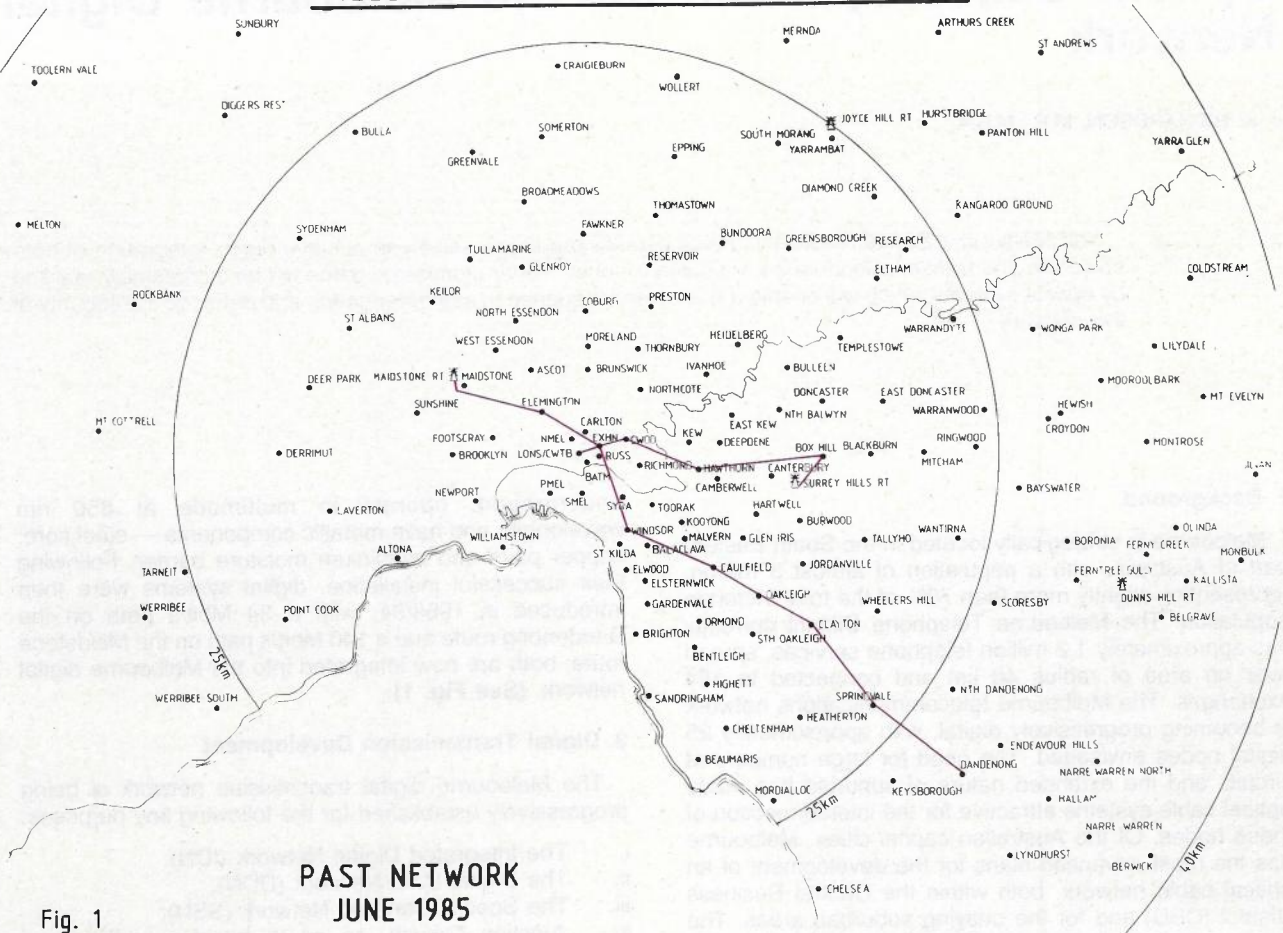 SUNBURY
MERNDA
ARTHURS CREEK
ST ANDREWS
TOOLERN VALE
CRAIGIEBURN
WOLLERT
DIGGERS REST
BULLA
SOMERTON
JOYCE HILL RT
HURSTBRIDGE
SOUTH MORANG
YARRAMBAT
PANTON HILL
YARRA GLEN
GREENVALE
EPPING
BROADMEADOWS
DIAMOND CREEK
MELTON
SYDENHAM
FAWKNER
THOMASTOWN
KANGAROO GROUND
BUNDOORA
GREENSBOROUGH
RESEARCH
TULLAMARINE
GLENROY
RESERVOIR
ELTHAM
COLDSTREAM
ROCKBANK
KEILOR
COBURG
PRESTON
ST ALBANS
NORTH ESSENDON
WARRANDYTE
WONGA PARK
WEST ESSENDON
MORELAND
THORNBURY
HEIDELBERG
TEMPLESTOWE
LILYDALE
DEER PARK
MAIDSTONE RT
MAIDSTONE
ASCOT
BRUNSWICK
IVANHOE
BULLEEN
MOOROOLBARK
NORTHCOTE
DONCASTER
EAST DONCASTER
MT EVELYN
SUNSHINE
FLEMINGTON
NTH BALWYN
WARRANWOOD
HEWISH
CROYDON
MT COTTRELL
CARLTON
EAST KEW
FOOTSCRAY
NMEL
EXHN
CWOD
KEW
DEEPDENE
BOX HILL
BLACKBURN
RINGWOOD
MONTROSE
DERRIMUT
BROOKLYN
LONS/CWTB
RUSS
RICHMOND
HAWTHORN
CANTERBURY
MITCHAM
BATM
CAMBERWELL
SURREY HILLS RT
BAYSWATER
NEWPORT
PMEL
SMEL
SYRA
TOORAK
HARTWELL
LAVERTON
KOOYONG
BURWOOD
WANTIRNA
OLINDA
WILLIAMSTOWN
WINDSOR
MALVERN
GLEN IRIS
TALLYHO
BORONIA
FERNY CREEK
MONBULK
ALTONA
ST KILDA
BALACLAVA
TARNEIT
ELWOOD
CAULFIELD
JORDANVILLE
FERNTREE GULLY
KALLISTA
ELSTERNWICK
DUNNS HILL RT
WERRIBEE
POINT COOK
GARDENVALE
OAKLEIGH
WHEELERS HILL
SCORESBY
BELGRAVE
ORMOND
CLAYTON
BRIGHTON
STH OAKLEIGH
BENTLEIGH
25km
WERRIBEE SOUTH
HIGHETT
SANDRINGHAM
SPRINGVALE
NTH DANDENONG
CHELTENHAM
HEATHERTON
BEAUMARIS
ENDEAVOUR HILLS
DANDENONG
NARRE WARREN NORTH
MORDIALLOC
KEYSBOROUGH
HALLAM
25km
NARRE WARREN
LYNDHURST
BERWICK
40km
CHELSEA
PAST NETWORK
JUNE 1985
Fig. 1